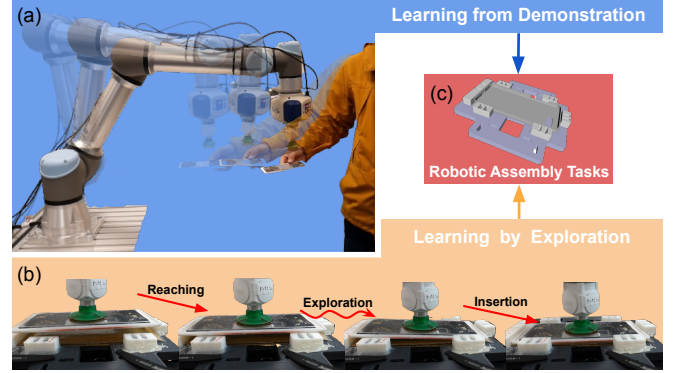 (a)
Learning from Demonstration
(c)
Robotic Assembly Tasks
Learning by Exploration
(b)
Reaching
Exploration
Insertion